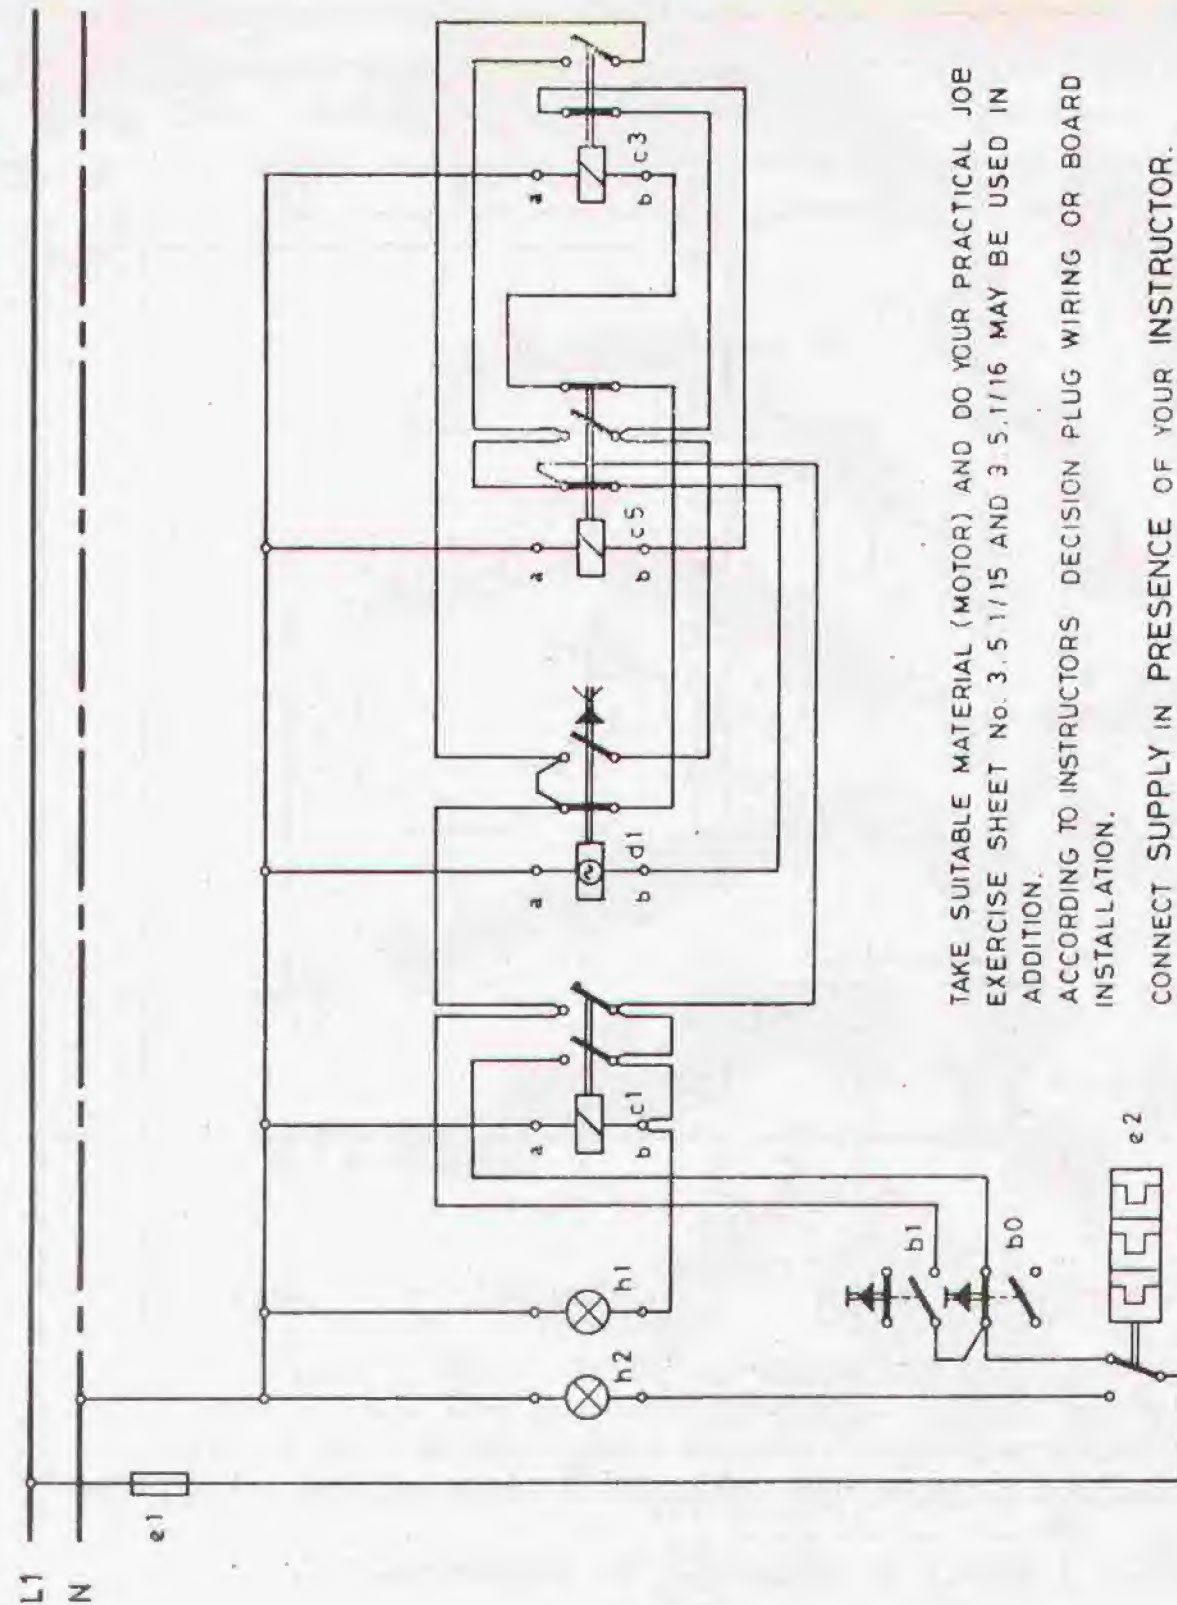 L1
N
e1
h2
h1
a
b c1
a
b d1
a
b c5
a
b c3
b1
b0
e2
TAKE SUITABLE MATERIAL (MOTOR) AND DO YOUR PRACTICAL JOB
EXERCISE SHEET No. 3.5.1/15 AND 3.5.1/16 MAY BE USED IN
ADDITION.
ACCORDING TO INSTRUCTORS DECISION PLUG WIRING OR BOARD
INSTALLATION.
CONNECT SUPPLY IN PRESENCE OF YOUR INSTRUCTOR.